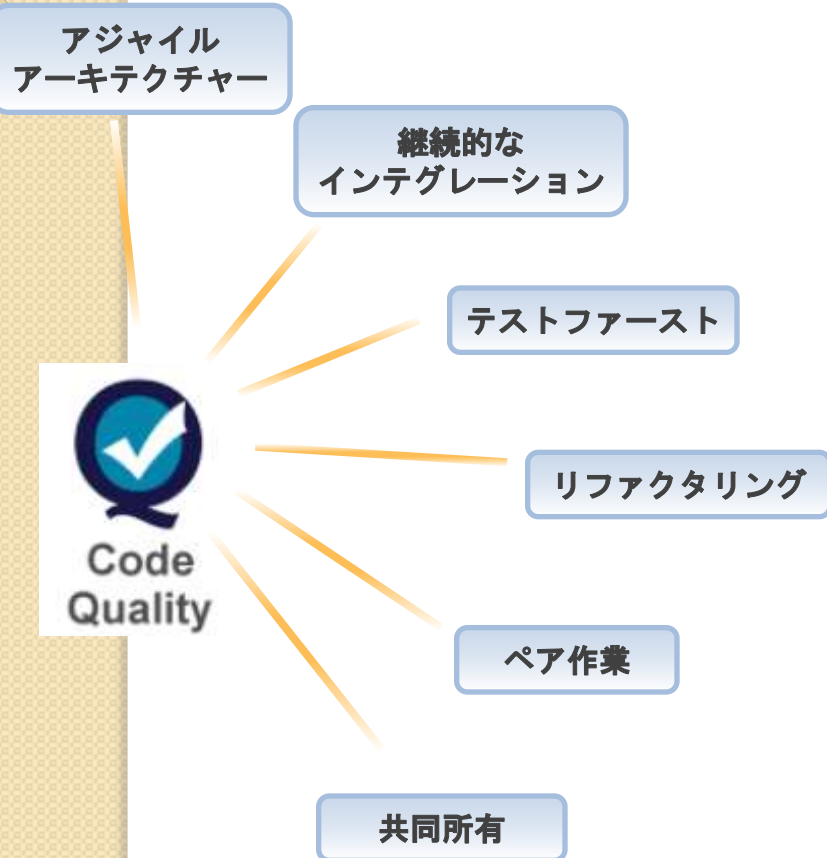 アジャイル
アーキテクチャー
継続的な
インテグレーション
テストファースト
リファクタリング
Code
Quality
ペア作業
共同所有